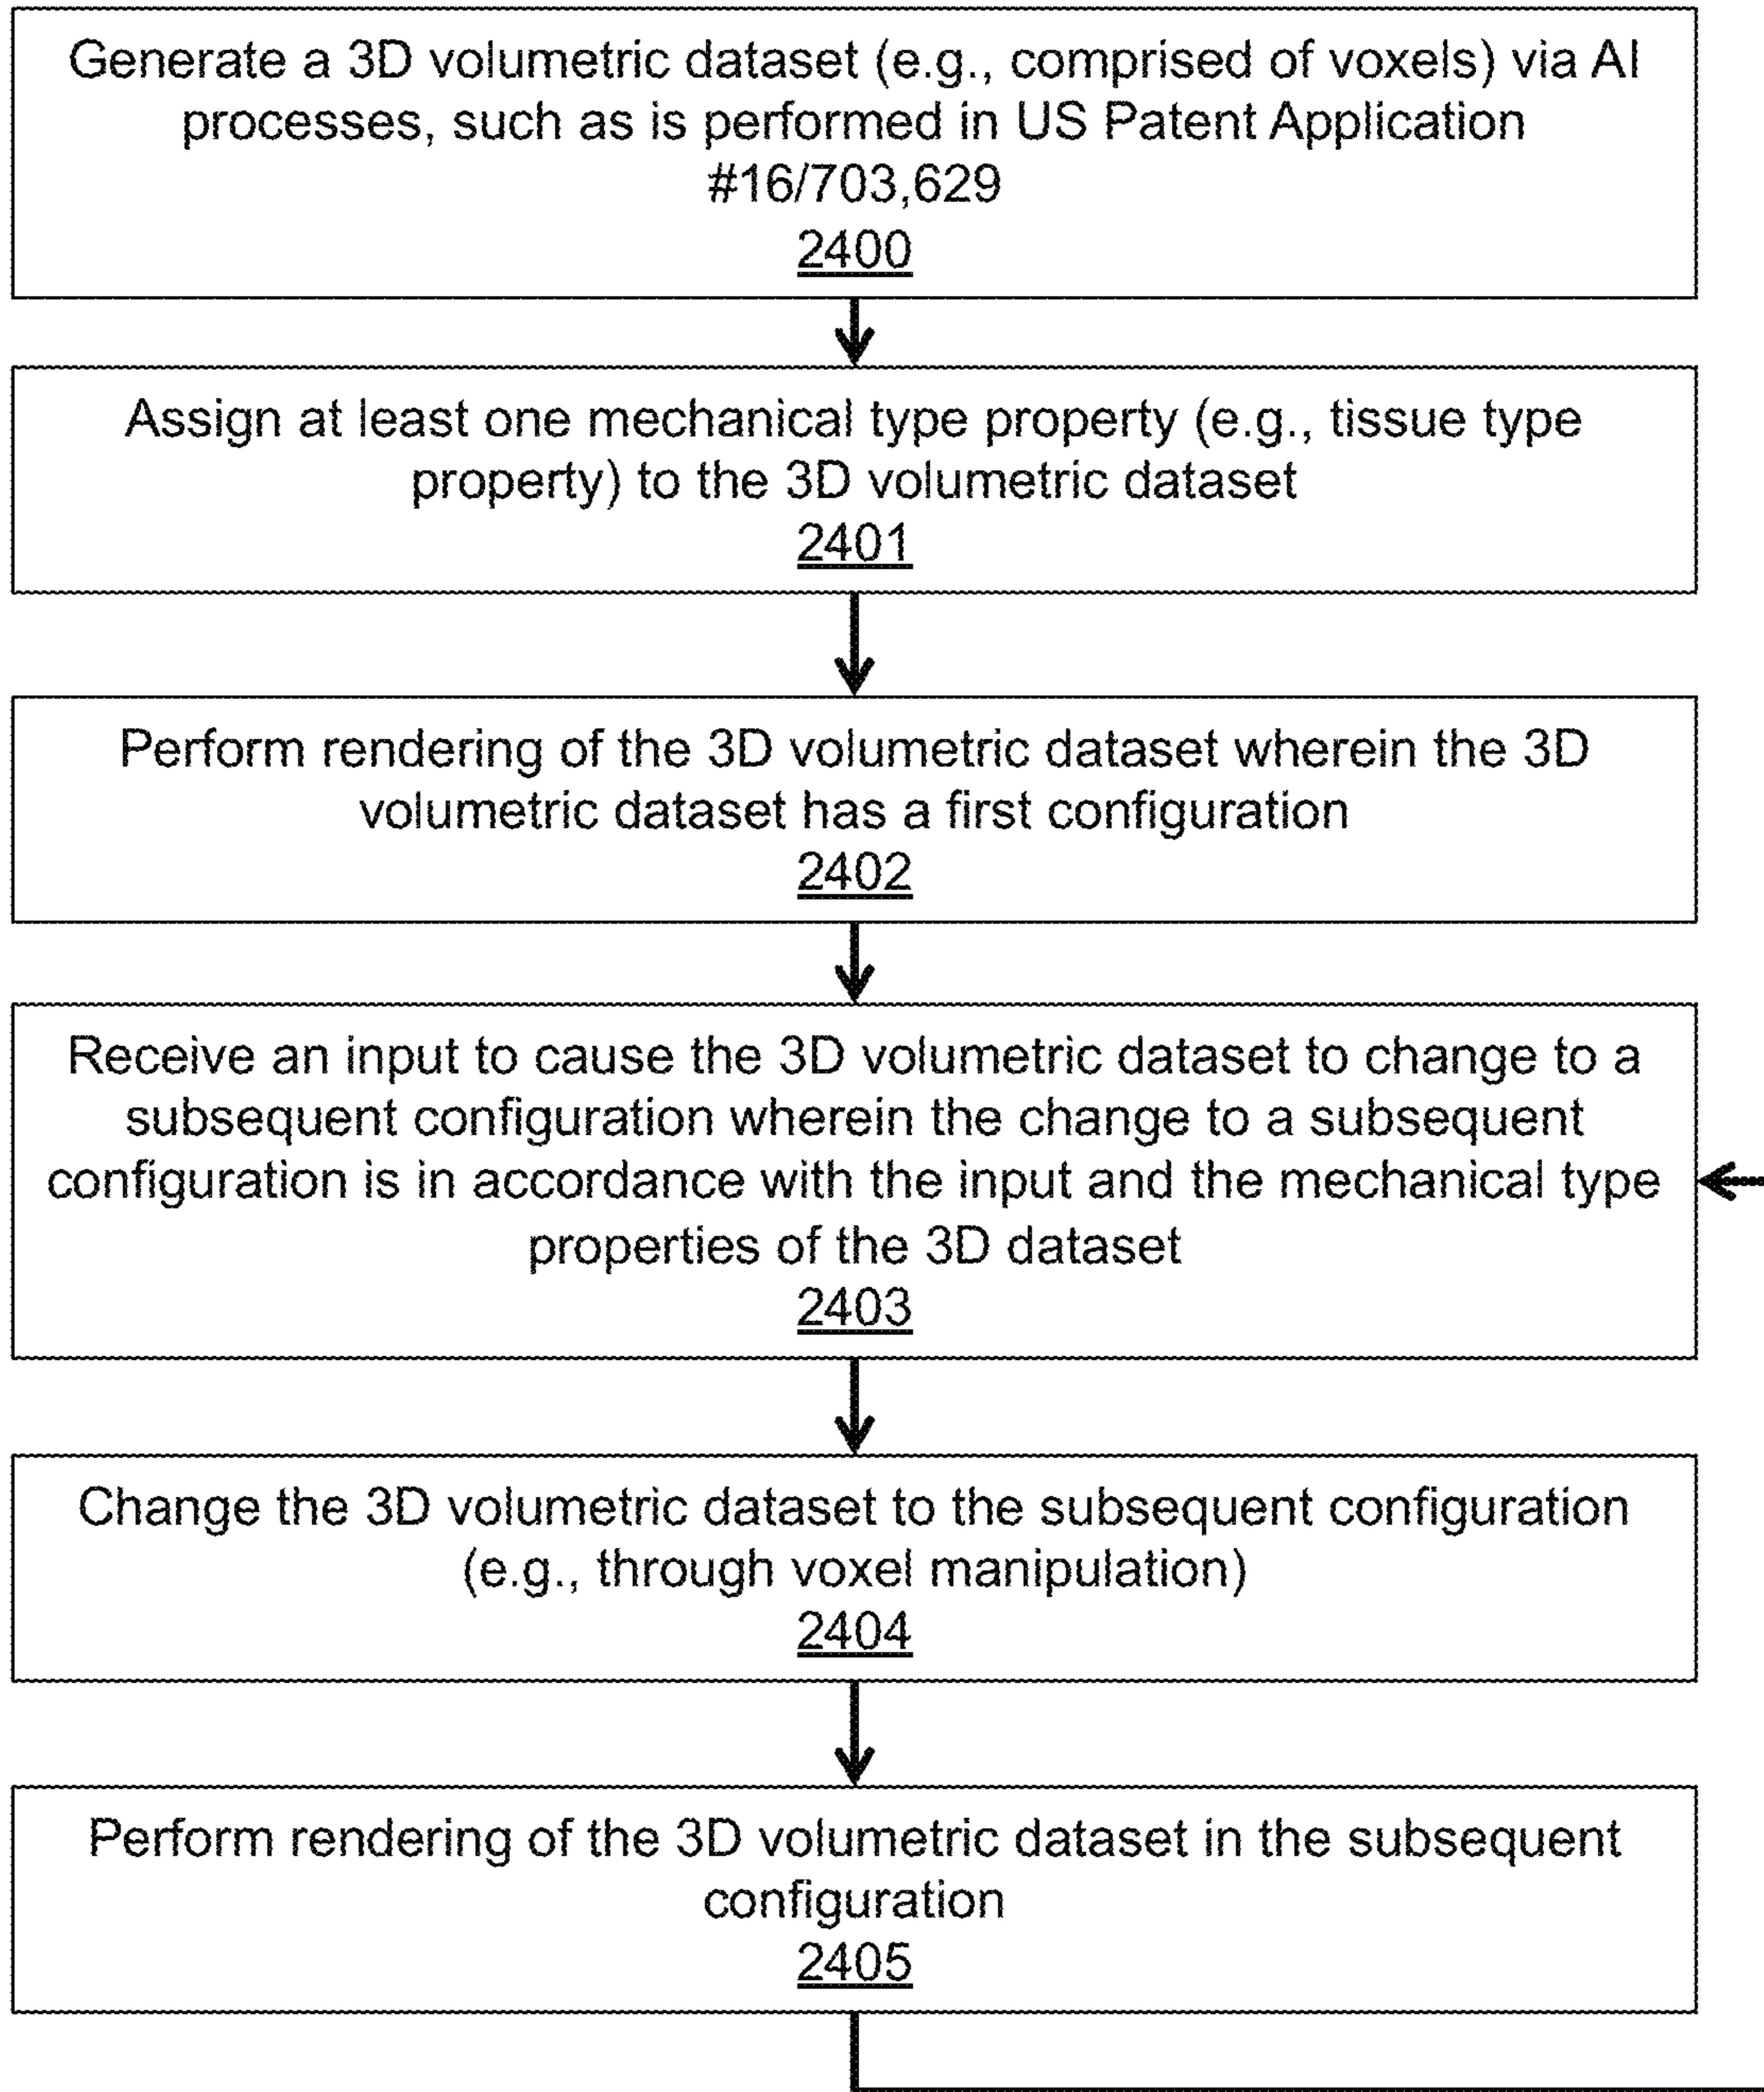 Generate a 3D volumetric dataset (e.g., comprised of voxels) via AI
processes, such as is performed in US Patent Application
#16/703,629
2400
Assign at least one mechanical type property (e.g., tissue type
property) to the 3D volumetric dataset
2401
Perform rendering of the 3D volumetric dataset wherein the 3D
volumetric dataset has a first configuration
2402
Receive an input to cause the 3D volumetric dataset to change to a
subsequent configuration wherein the change to a subsequent
configuration is in accordance with the input and the mechanical type
properties of the 3D dataset
2403
Change the 3D volumetric dataset to the subsequent configuration
(e.g., through voxel manipulation)
2404
Perform rendering of the 3D volumetric dataset in the subsequent
configuration
2405